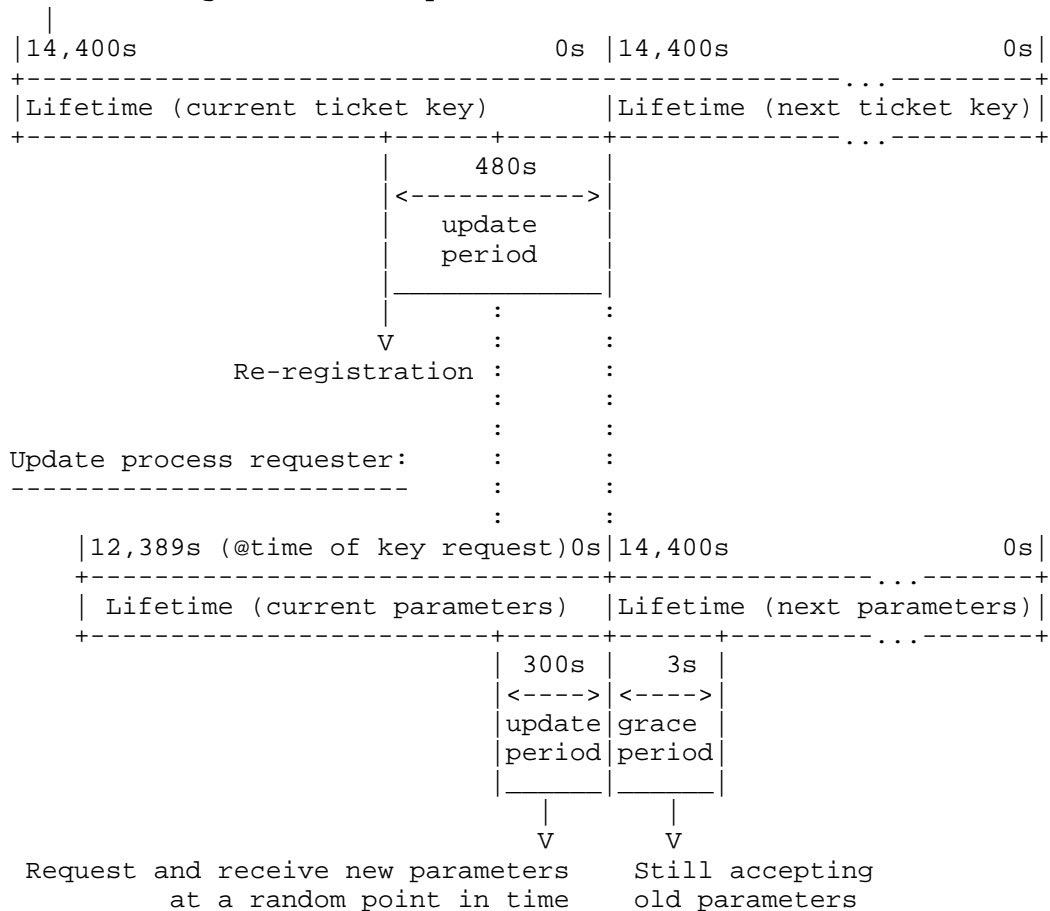 |14,400s 0s |14,400s 0s|
|Lifetime (current ticket key) |Lifetime (next ticket key)|
480s
update
period
Re-registration
Update process requester:
|12,389s (@time of key request)0s|14,400s 0s|
| Lifetime (current parameters) |Lifetime (next parameters)|
300s | 3s
|update|grace
|period|period|
Request and receive new parameters Still accepting
at a random point in time old parameters